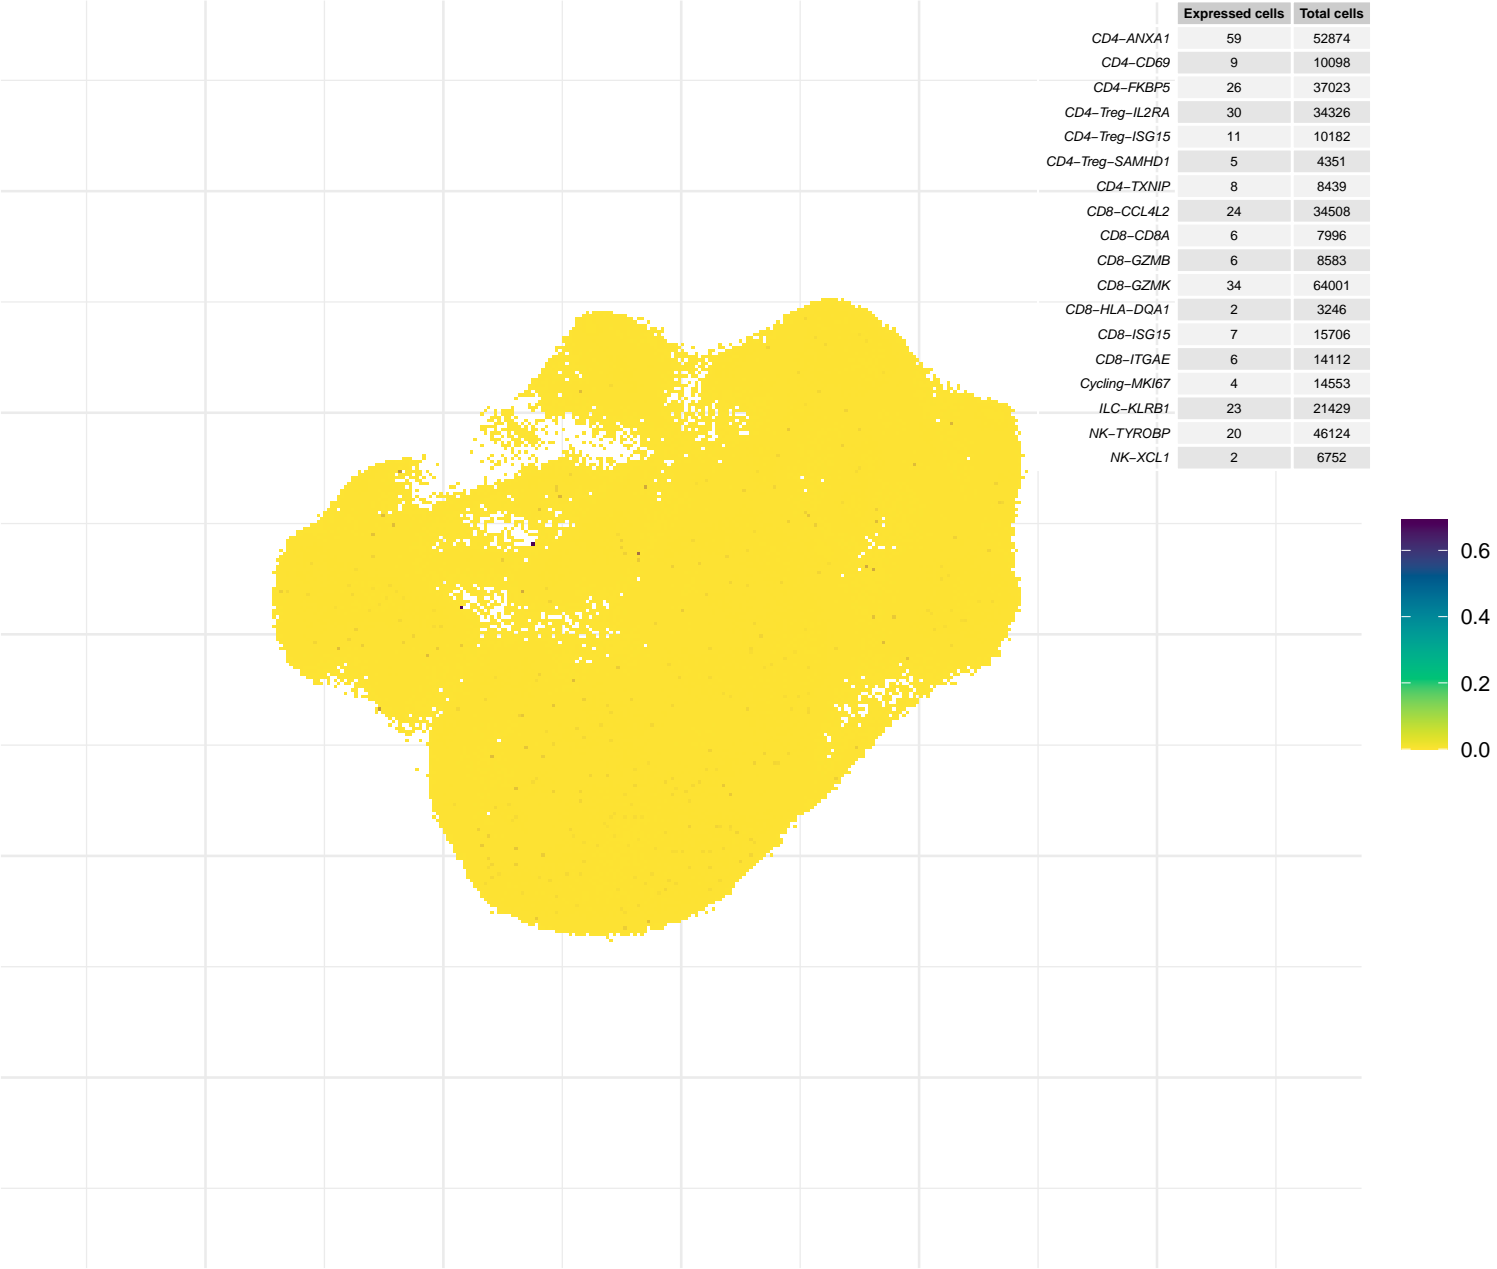 Expressed cells Total cells
CD4−ANXA1 59 52874
CD4−CD69 9 10098
CD4−FKBP5 26 37023
CD4−Treg−IL2RA 30 34326
CD4−Treg−ISG15 11 10182
CD4−Treg−SAMHD1 5 4351
CD4−TXNIP 8 8439
CD8−CCL4L2 24 34508
CD8−CD8A 6 7996
CD8−GZMB 6 8583
CD8−GZMK 34 64001
CD8−HLA−DQA1 2 3246
CD8−ISG15 7 15706
CD8−ITGAE 6 14112
Cycling−MKI67 4 14553
ILC−KLRB1 23 21429
NK−TYROBP 20 46124
NK−XCL1 2 6752
0.6
0.4
0.2
0.0